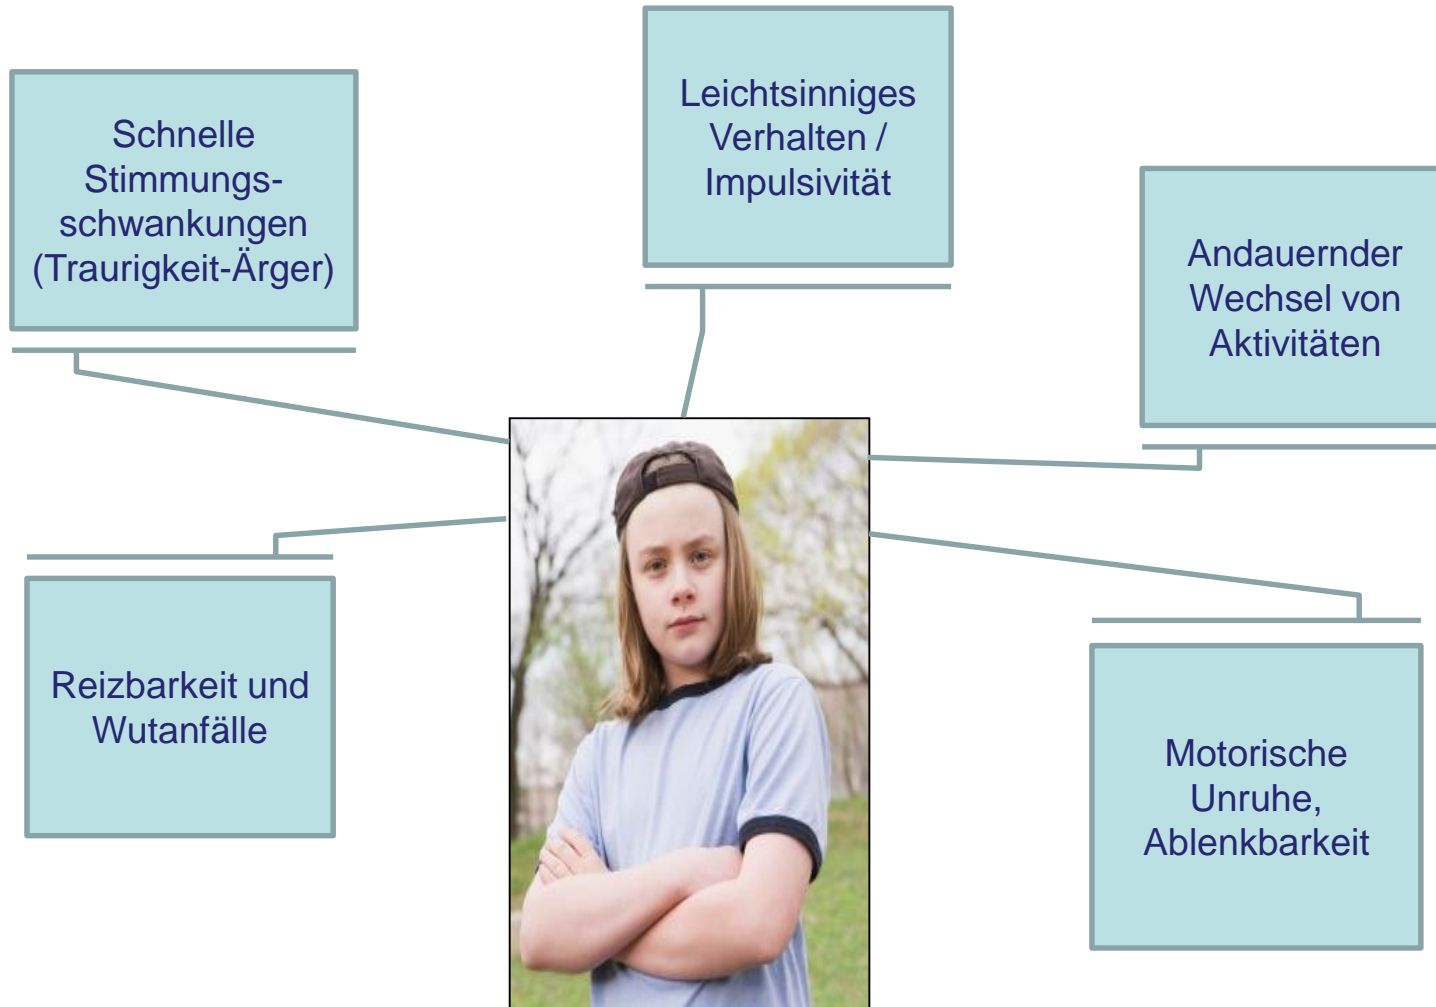 Schnelle
Stimmungs-
schwankungen
(Traurigkeit-Ärger)
Leichtsinniges
Verhalten /
Impulsivität
Andauernder
Wechsel von
Aktivitäten
Reizbarkeit und
Wutanfälle
Motorische
Unruhe,
Ablenkbarkeit